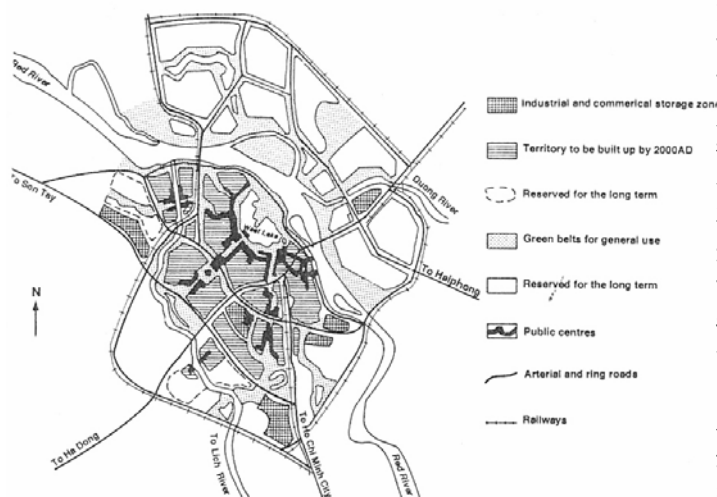 Red River
To Son Tay
West Lake
Duong River
To Haiphong
N
To Ha Dong
To Lich River
To Ho Chi Minh City
Red River
Industrial and commerical storage zone
Territory to be built up by 2000AD
Reserved for the long term
Green belts for general use
Reserved for the long term
Public centres
Arterial and ring roads
Railways